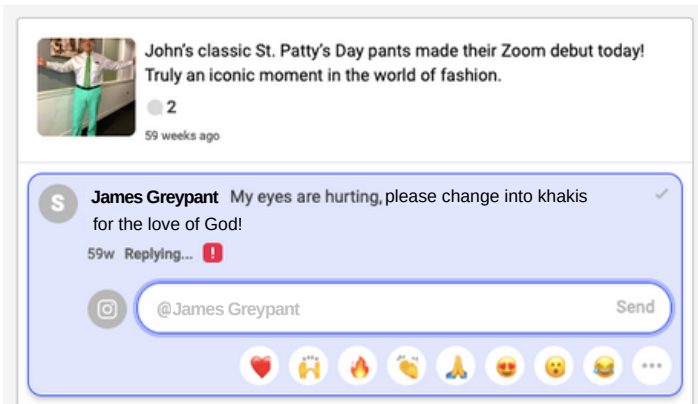 John’s classic St. Patty’s Day pants made their Zoom debut today!
Truly an iconic moment in the world of fashion.
2
59 weeks ago
S
James Greypant My eyes are hurting, please change into khakis
for the love of God!
59w Replying... !
@James Greypant Send